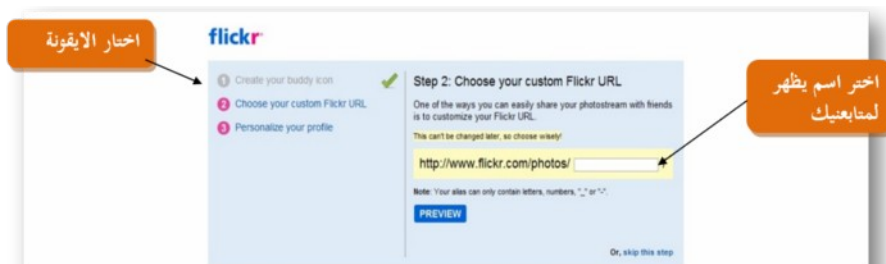 اختار الايقونة
flickr
1 Create your buddy icon
2 Choose your custom Flickr URL
3 Personalize your profile
Step 2: Choose your custom Flickr URL
One of the ways you can easily share your photostream with friends
is to customize your Flickr URL.
This can't be changed later, so choose wisely!
http://www.flickr.com/photos/
Note: Your alias can only contain letters, numbers, "_" or "-".
PREVIEW
Or, skip this step
اختر اسم يظهر
لمتابعنيك